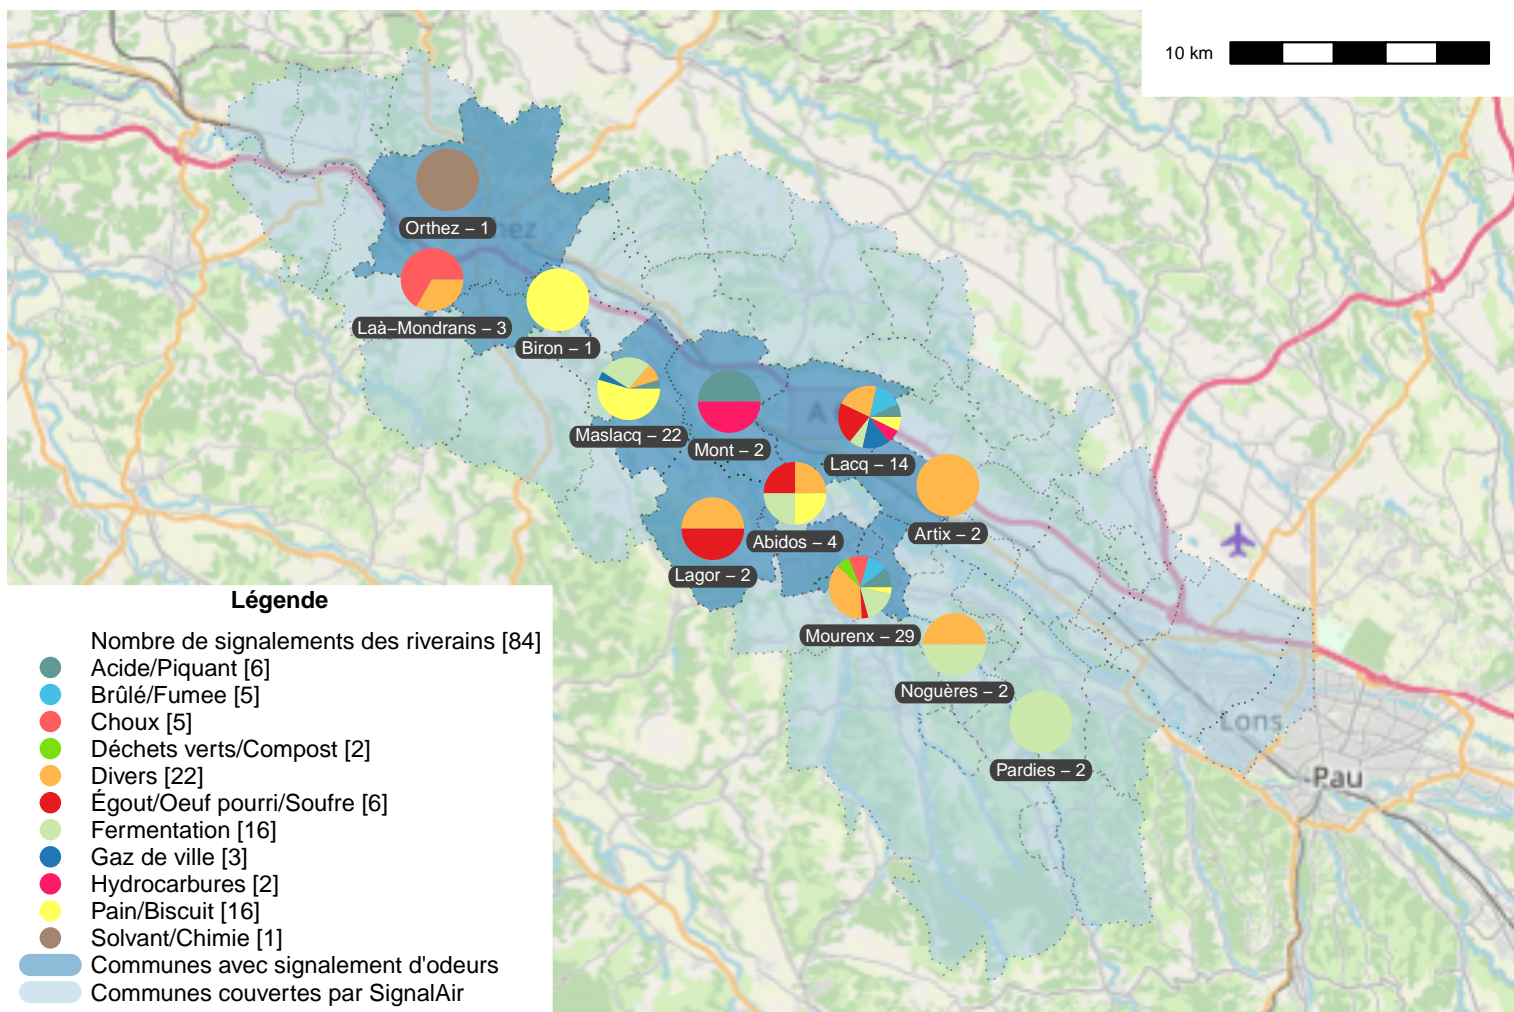 10 km
Orthez – 1
ez
Laà–Mondrans – 3
Biron – 1
Maslacq – 22
Mont – 2
A
Lacq – 14
Abidos – 4
Artix – 2
Lagor – 2
Mourenx – 29
Noguères – 2
Pardies – 2
Lons
Pau
Légende
Nombre de signalements des riverains [84]
Acide/Piquant [6]
Brûlé/Fumee [5]
Choux [5]
Déchets verts/Compost [2]
Divers [22]
Égout/Oeuf pourri/Soufre [6]
Fermentation [16]
Gaz de ville [3]
Hydrocarbures [2]
Pain/Biscuit [16]
Solvant/Chimie [1]
Communes avec signalement d'odeurs
Communes couvertes par SignalAir